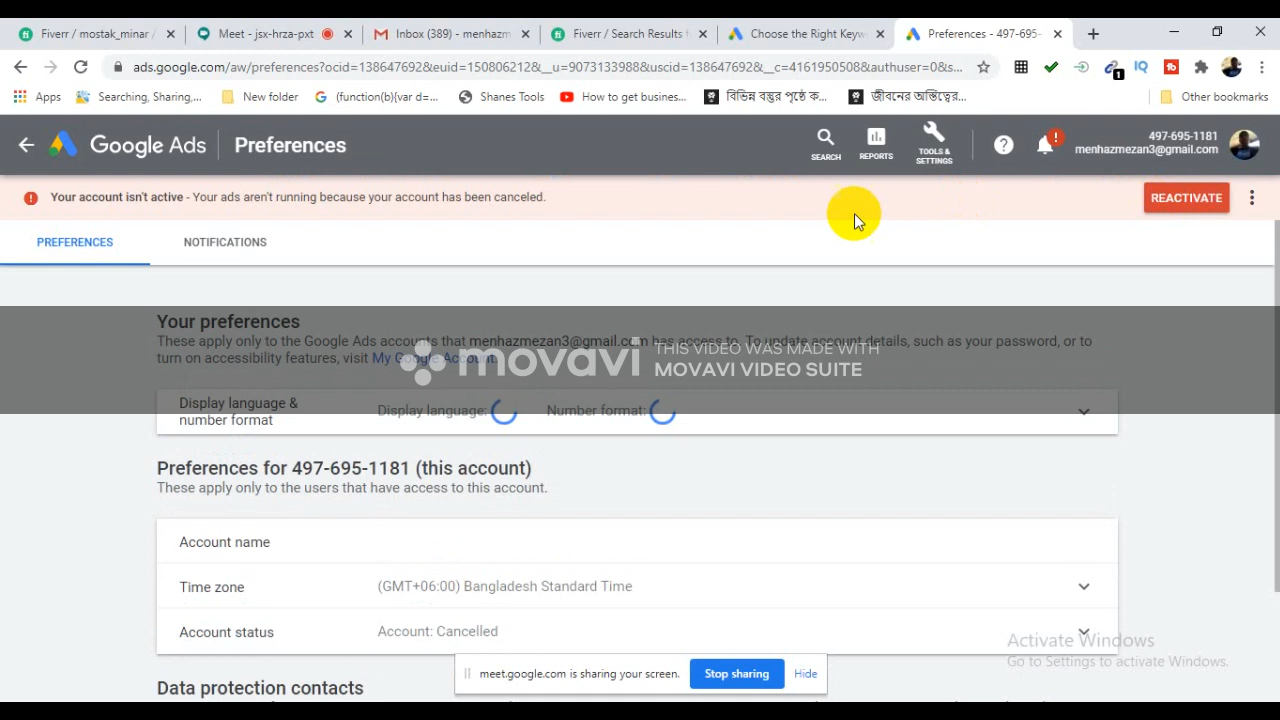 Fiverr / mostak_minar /
Meet - jsx-hrza-pxt
Inbox (389) - menhazm
Fiverr / Search Results f
Choose the Right Keyw
Preferences - 497-695-
ads.google.com/aw/preferences?ocid=138647692&euid=150806212&__u=9073133988&uscid=138647692&__c=4161950508&authuser=0&s...
1
IQ
Apps
Searching, Sharing,...
New folder
(function(b){var d=...
Shanes Tools
How to get busines...
বিভিন্ন বস্তুর পৃষ্ঠে ক...
জীবনের অস্তিত্বের...
Other bookmarks
Google Ads
Preferences
SEARCH
REPORTS
TOOLS &
SETTINGS
497-695-1181
menhazmezan3@gmail.com
Your account isn't active - Your ads aren't running because your account has been canceled.
REACTIVATE
PREFERENCES
NOTIFICATIONS
Your preferences
These apply only to the Google Ads accounts that menhazmezan3@gmail.com has access to. To update account details, such as your password, or to
turn on accessibility features, visit My Google Account.
movavi
THIS VIDEO WAS MADE WITH
MOVAVI VIDEO SUITE
Display language &
number format
Display language:
Number format:
Preferences for 497-695-1181 (this account)
These apply only to the users that have access to this account.
Account name
Time zone
(GMT+06:00) Bangladesh Standard Time
Account status
Account: Cancelled
Activate Windows
Go to Settings to activate Windows.
meet.google.com is sharing your screen.
Stop sharing
Hide
Data protection contacts